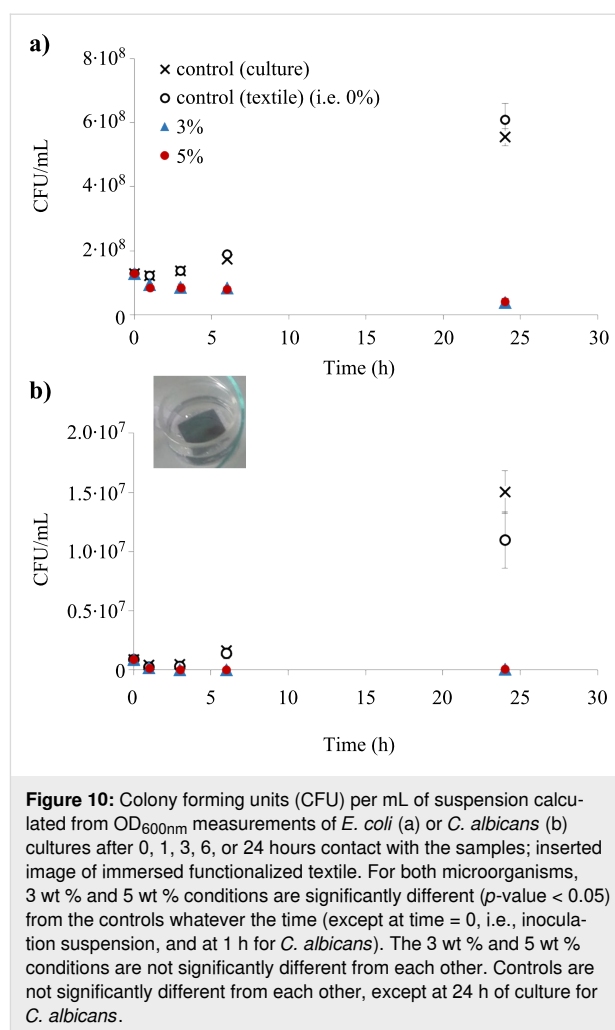 a)
8·10⁸
6·10⁸
4·10⁸
2·10⁸
0
CFU/mL
× control (culture)
o control (textile) (i.e. 0%)
▲ 3%
● 5%
0 5 10 15 20 25 30
Time (h)
b)
2.0·10⁷
1.5·10⁷
1.0·10⁷
0.5·10⁷
0
CFU/mL
0 5 10 15 20 25 30
Time (h)
Figure 10: Colony forming units (CFU) per mL of suspension calcu-
lated from OD₆₀₀nm measurements of E. coli (a) or C. albicans (b)
cultures after 0, 1, 3, 6, or 24 hours contact with the samples; inserted
image of immersed functionalized textile. For both microorganisms,
3 wt % and 5 wt % conditions are significantly different (p-value < 0.05)
from the controls whatever the time (except at time = 0, i.e., inocula-
tion suspension, and at 1 h for C. albicans). The 3 wt % and 5 wt %
conditions are not significantly different from each other. Controls are
not significantly different from each other, except at 24 h of culture for
C. albicans.